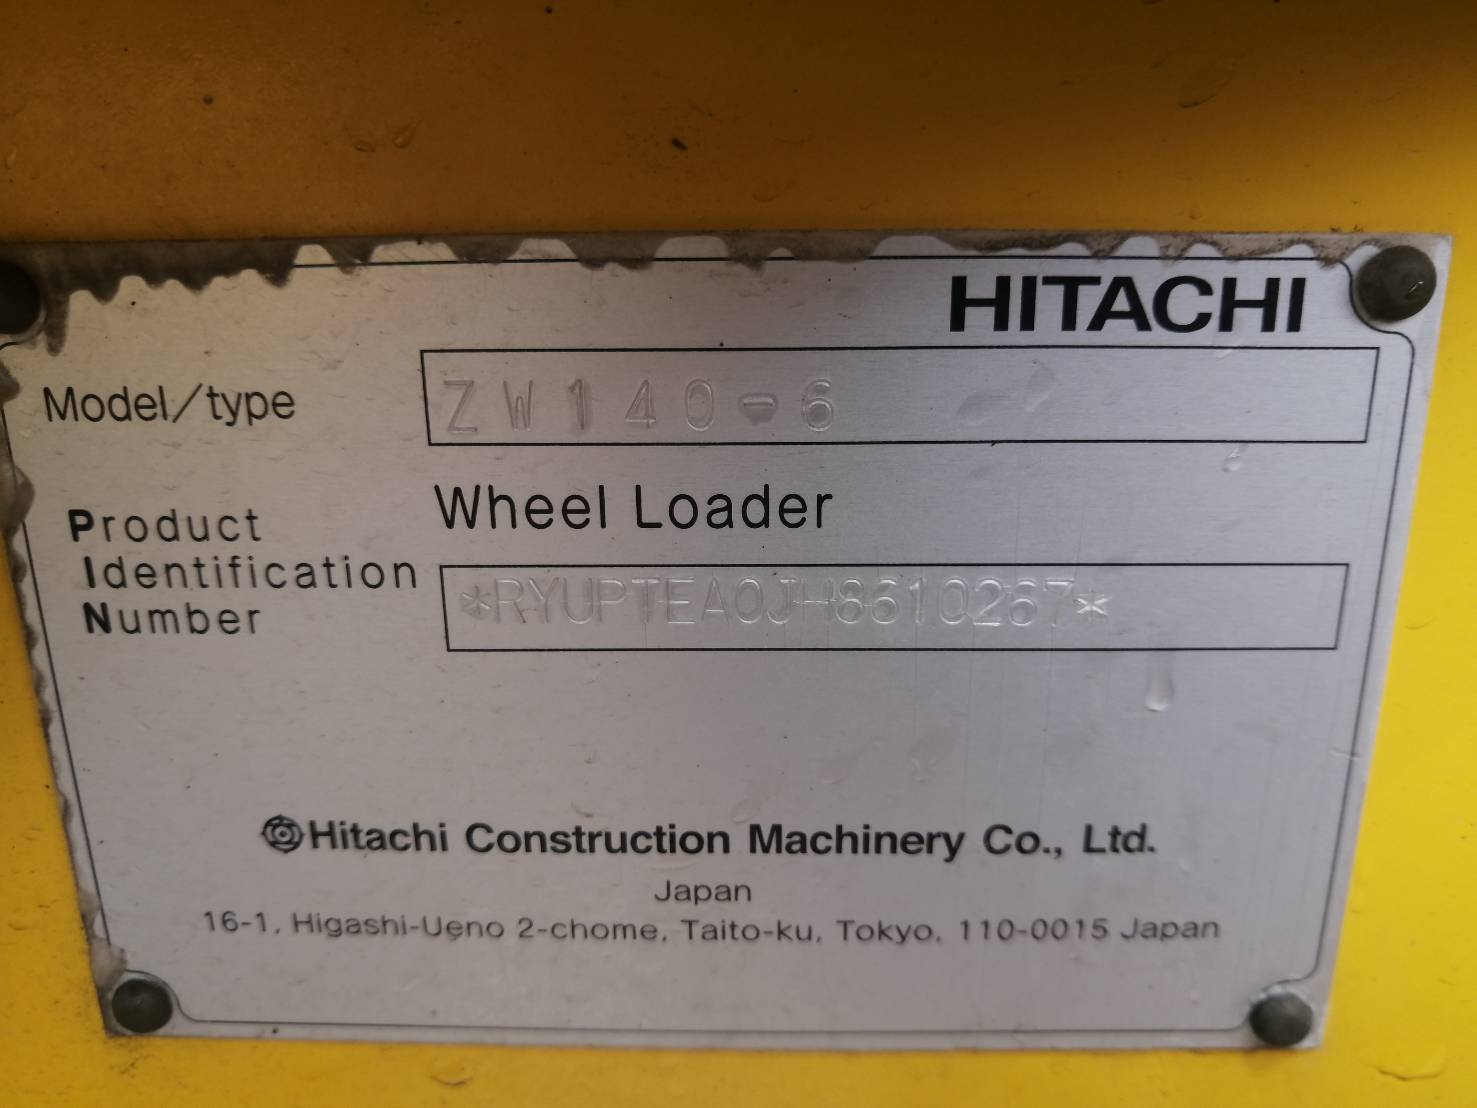 HITACHI
Model/type ZW140-6
Wheel Loader
Product
Identification
Number
*RYUPTEA0JH8610267*
Hitachi Construction Machinery Co., Ltd.
Japan
16-1, Higashi-Ueno 2-chome, Taito-ku, Tokyo, 110-0015 Japan